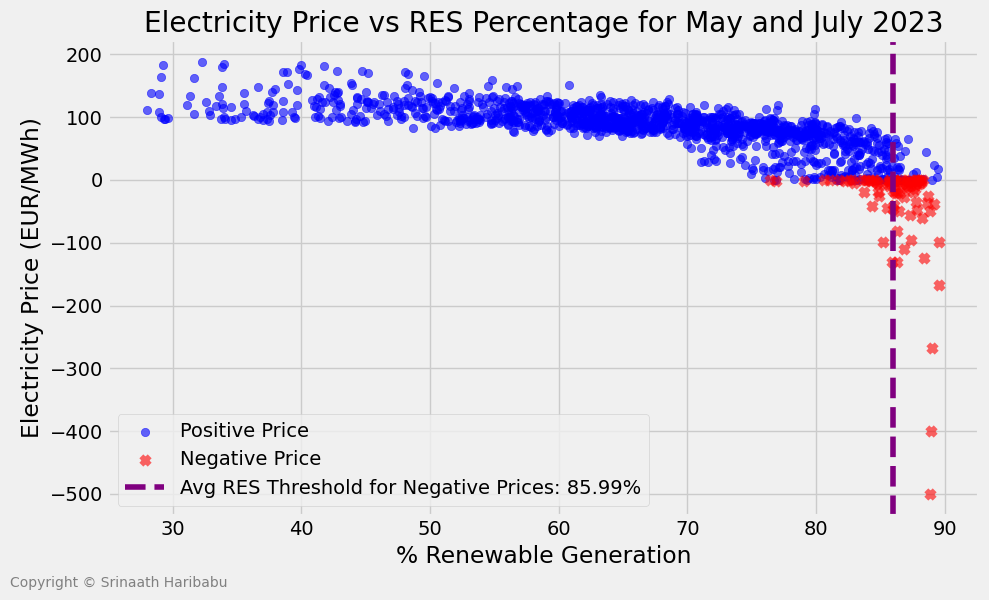 Electricity Price vs RES Percentage for May and July 2023
Electricity Price (EUR/MWh)
200
100
0
−100
−200
−300
−400
−500
Positive Price
Negative Price
Avg RES Threshold for Negative Prices: 85.99%
30 40 50 60 70 80 90
% Renewable Generation
Copyright © Srinaath Haribabu